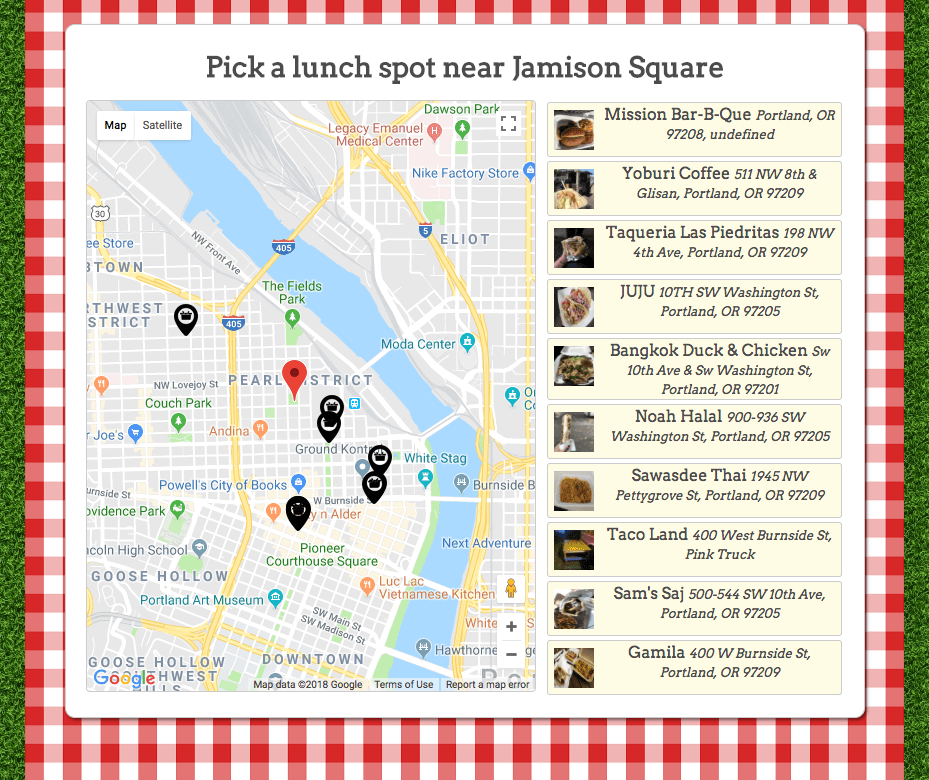 Pick a lunch spot near Jamison Square
Map Satellite
Dawson Park
Legacy Emanuel
Medical Center
Nike Factory Store
30
5
ELIOT
ee Store
BTOWN
NW Front Ave
405
The Fields
Park
RTHWEST
STRICT
405
Moda Center
NW Lovejoy St
PEARL DISTRICT
Couch Park
r Joe's
Andina
Ground Kont
White Stag
Powell's City of Books
Burnside B
urnside St
W Burnside
ovidence Park
y n Alder
ncoln High School
Pioneer
Courthouse Square
Next Adventure
GOOSE HOLLOW
Luc Lac
Vietnamese Kitchen
Portland Art Museum
SW Main St
SW Madison St
White
Hawthorne
GOOSE HOLLOW
DOWNTOWN
Google
Map data ©2018 Google Terms of Use Report a map error
Mission Bar-B-Que Portland, OR
97208, undefined
Yoburi Coffee 511 NW 8th &
Glisan, Portland, OR 97209
Taqueria Las Piedritas 198 NW
4th Ave, Portland, OR 97209
JUJU 10TH SW Washington St,
Portland, OR 97205
Bangkok Duck & Chicken Sw
10th Ave & Sw Washington St,
Portland, OR 97201
Noah Halal 900-936 SW
Washington St, Portland, OR 97205
Sawasdee Thai 1945 NW
Pettygrove St, Portland, OR 97209
Taco Land 400 West Burnside St,
Pink Truck
Sam's Saj 500-544 SW 10th Ave,
Portland, OR 97205
Gamila 400 W Burnside St,
Portland, OR 97209